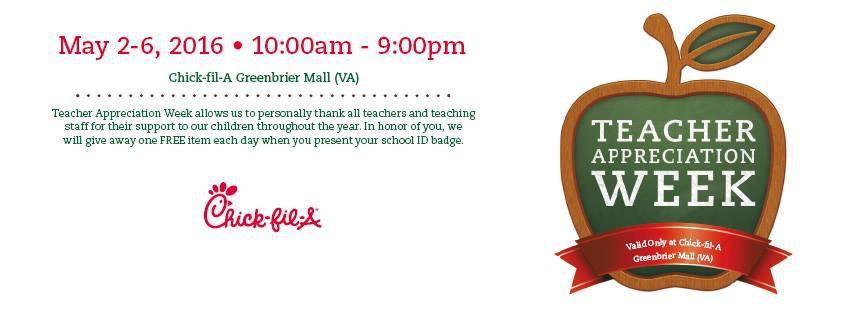 May 2-6, 2016 • 10:00am - 9:00pm
Chick-fil-A Greenbrier Mall (VA)
Teacher Appreciation Week allows us to personally thank all teachers and teaching
staff for their support to our children throughout the year. In honor of you, we
will give away one FREE item each day when you present your school ID badge.
Chick-fil-A
TEACHER
APPRECIATION
WEEK
Valid Only at Chick-fil-A
Greenbrier Mall (VA)